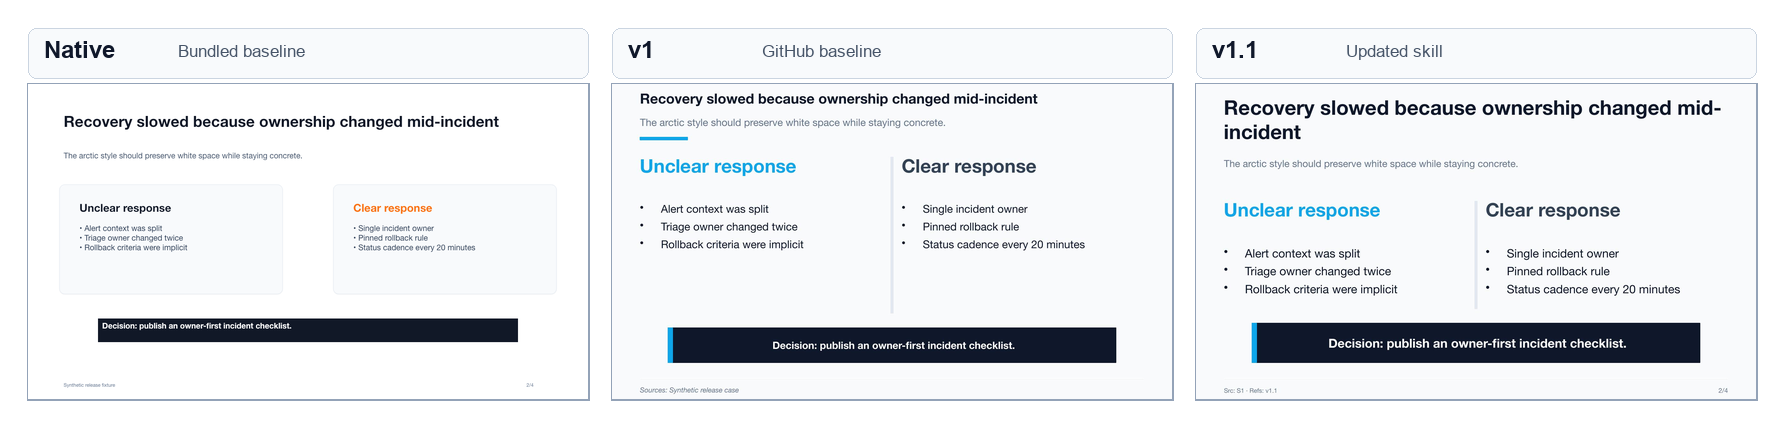 Native
Bundled baseline
Recovery slowed because ownership changed mid-incident
The arctic style should preserve white space while staying concrete.
Unclear response
• Alert context was split
• Triage owner changed twice
• Rollback criteria were implicit
Clear response
• Single incident owner
• Pinned rollback rule
• Status cadence every 20 minutes
Decision: publish an owner-first incident checklist.
Synthetic release fixture
2/4
v1
GitHub baseline
Recovery slowed because ownership changed mid-incident
The arctic style should preserve white space while staying concrete.
Unclear response
• Alert context was split
• Triage owner changed twice
• Rollback criteria were implicit
Clear response
• Single incident owner
• Pinned rollback rule
• Status cadence every 20 minutes
Decision: publish an owner-first incident checklist.
Sources: Synthetic release case
v1.1
Updated skill
Recovery slowed because ownership changed mid-
incident
The arctic style should preserve white space while staying concrete.
Unclear response
• Alert context was split
• Triage owner changed twice
• Rollback criteria were implicit
Clear response
• Single incident owner
• Pinned rollback rule
• Status cadence every 20 minutes
Decision: publish an owner-first incident checklist.
Src: S1 · Refs: v1.1
2/4